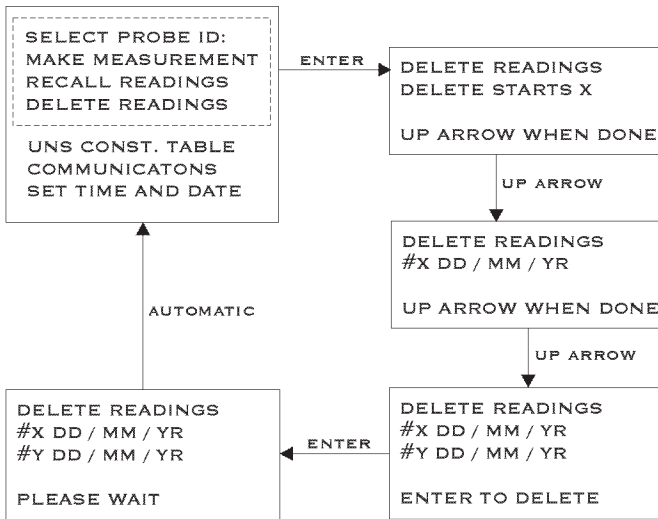 SELECT PROBE ID:
MAKE MEASUREMENT
RECALL READINGS
DELETE READINGS
UNS CONST. TABLE
COMMUNICATONS
SET TIME AND DATE
ENTER
DELETE READINGS
DELETE STARTS X
UP ARROW WHEN DONE
UP ARROW
DELETE READINGS
#X DD / MM / YR
UP ARROW WHEN DONE
UP ARROW
DELETE READINGS
#X DD / MM / YR
#Y DD / MM / YR
ENTER TO DELETE
ENTER
DELETE READINGS
#X DD / MM / YR
#Y DD / MM / YR
PLEASE WAIT
AUTOMATIC